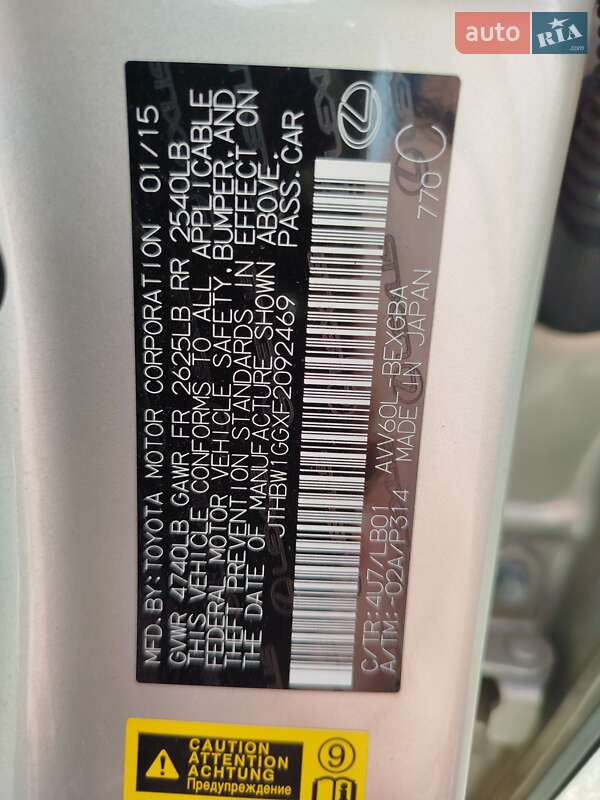 auto RIA
.com
MFD.BY:TOYOTA MOTOR CORPORATION 01/15
GVWR 4740LB GAWR FR 2625LB RR 2540LB
THIS VEHICLE CONFORMS TO ALL APPLICABLE
FEDERAL MOTOR VEHICLE SAFETY,BUMPER,AND
THEFT PREVENTION STANDARDS IN EFFECT ON
THE DATE OF MANUFACTURE SHOWN ABOVE.
JTHBW1GGXF2092469 PASS.CAR
C/TR:4U7/LB01 AVV60L-BEXGBA
A/TM:-02A/P314 MADE IN JAPAN
770 C
CAUTION
ATTENTION
ACHTUNG
Предупреждение
9